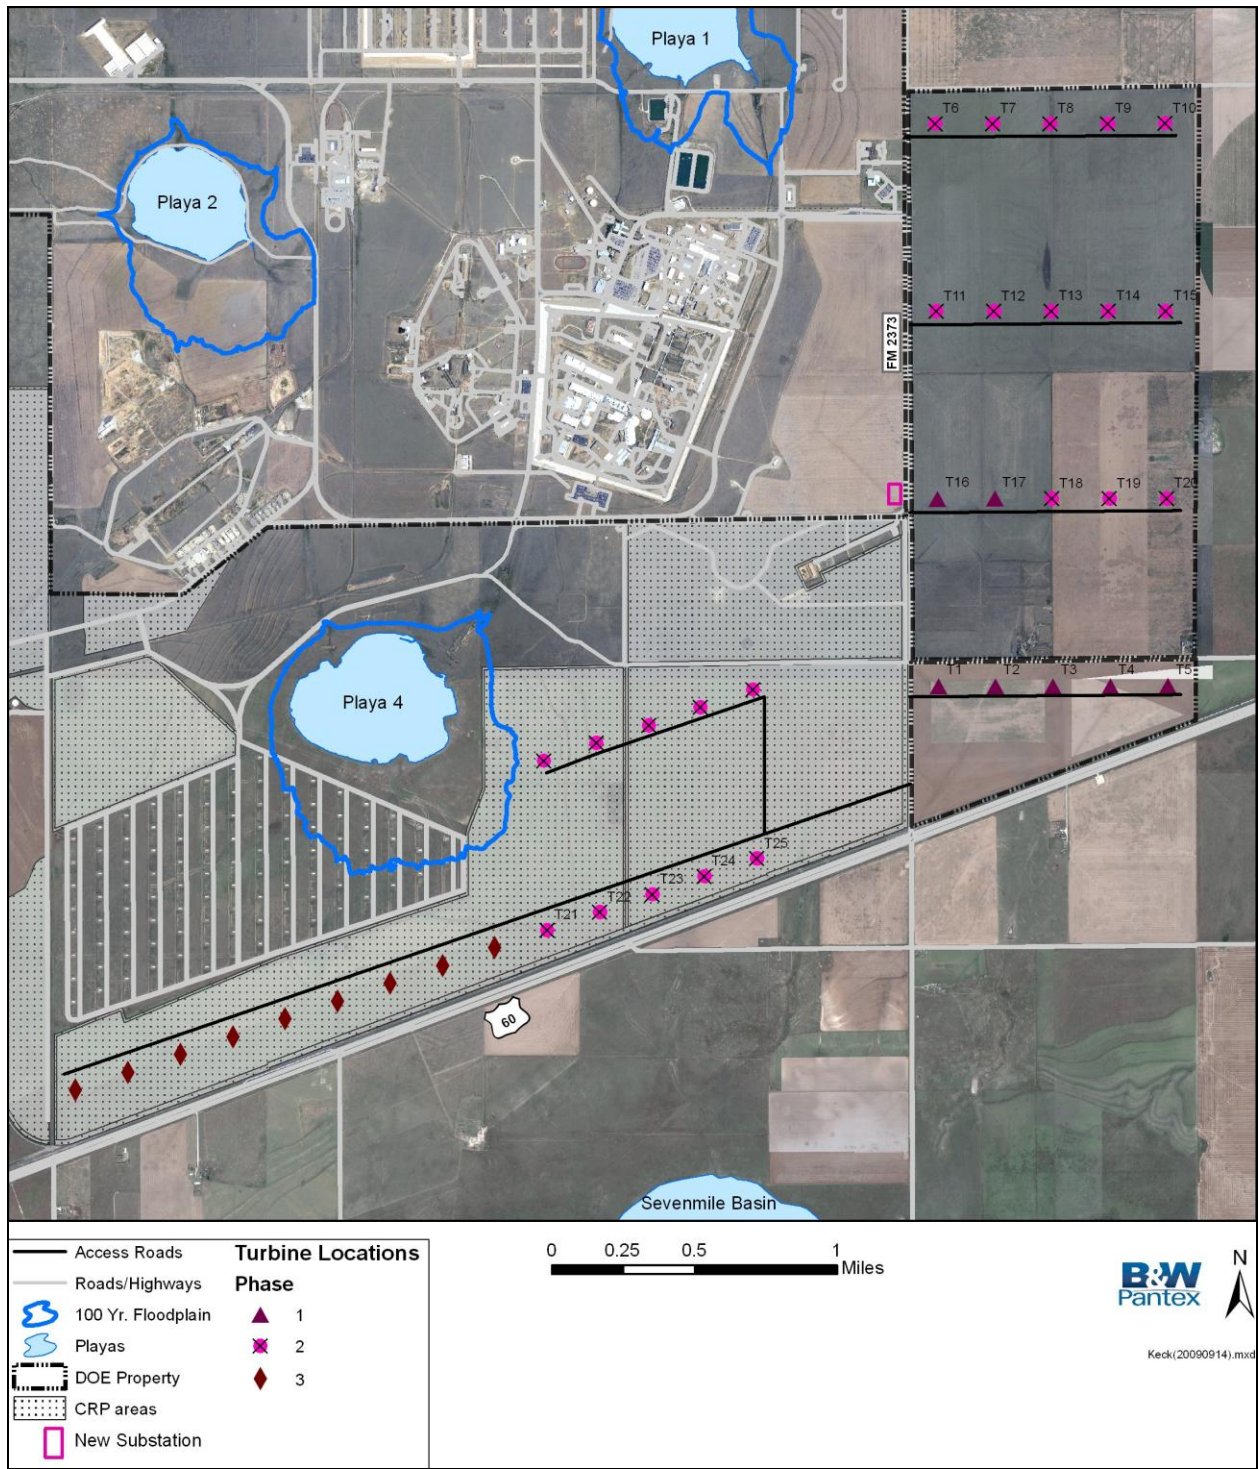 Playa 1
T6 T7 T8 T9 T10
Playa 2
T11 T12 T13 T14 T15
FM 2373
T16 T17 T18 T19 T20
T1 T2 T3 T4 T5
Playa 4
T25
T24
T23
T22
T21
60
Sevenmile Basin
Access Roads
Roads/Highways
100 Yr. Floodplain
Playas
DOE Property
CRP areas
New Substation
Turbine Locations
Phase
1
2
3
0 0.25 0.5 1
Miles
B&W
Pantex
N
Keck(20090914).mxd